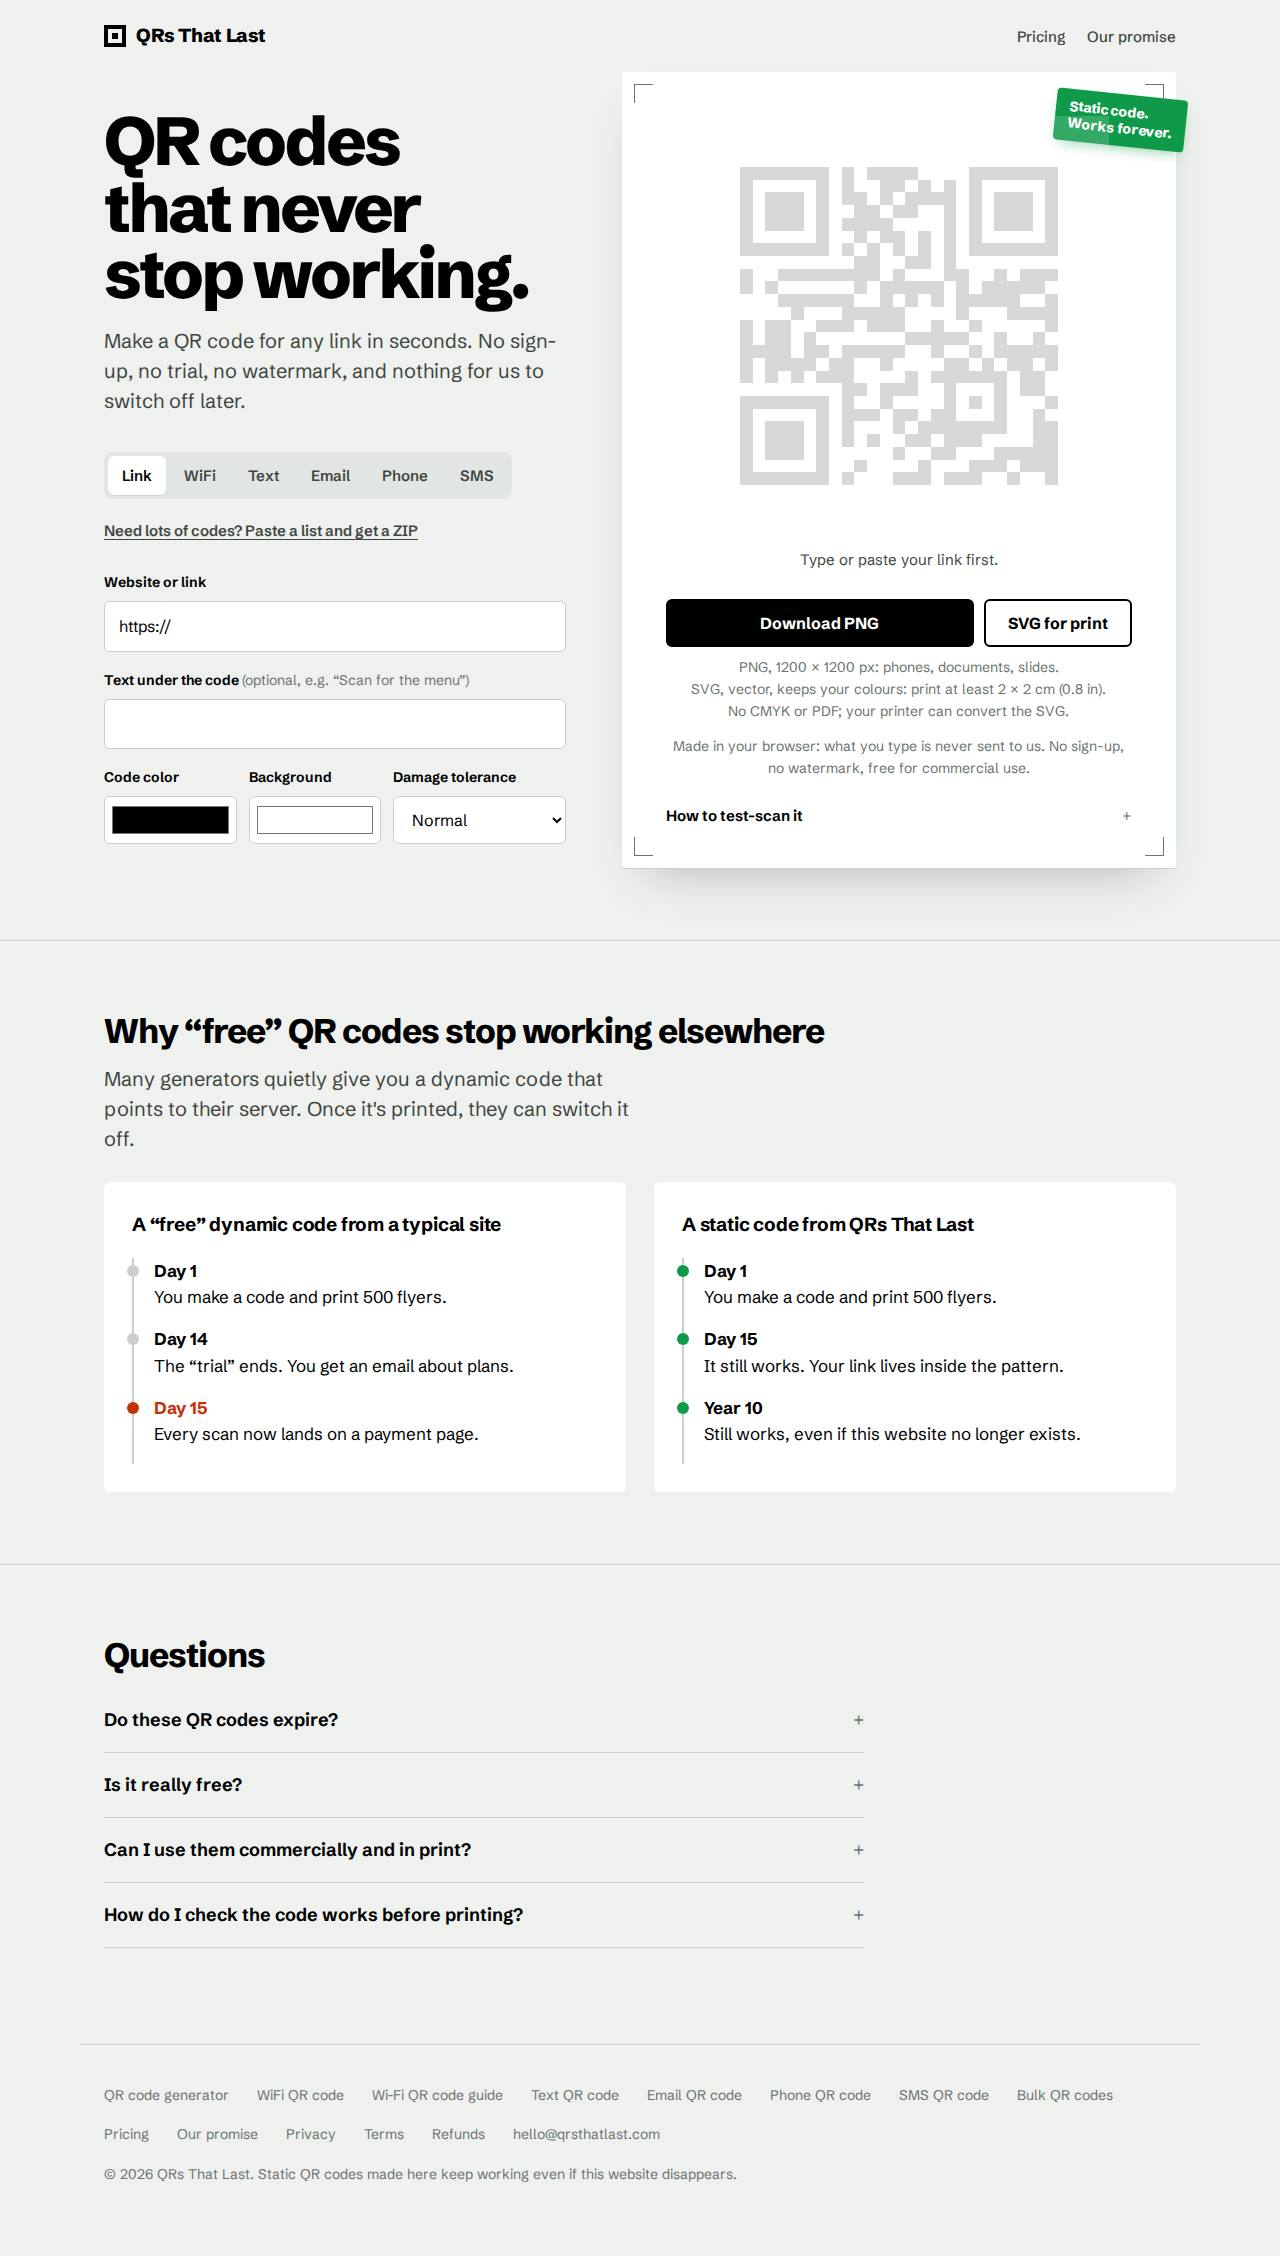 QRs That Last
Pricing
Our promise
QR codes
that never
stop working.
Make a QR code for any link in seconds. No sign-
up, no trial, no watermark, and nothing for us to
switch off later.
Link
WiFi
Text
Email
Phone
SMS
Need lots of codes? Paste a list and get a ZIP
Website or link
https://
Text under the code (optional, e.g. “Scan for the menu”)
Code color
Background
Damage tolerance
Normal
Static code.
Works forever.
Type or paste your link first.
Download PNG
SVG for print
PNG, 1200 × 1200 px: phones, documents, slides.
SVG, vector, keeps your colours: print at least 2 × 2 cm (0.8 in).
No CMYK or PDF; your printer can convert the SVG.
Made in your browser: what you type is never sent to us. No sign-up,
no watermark, free for commercial use.
How to test-scan it
+
Why “free” QR codes stop working elsewhere
Many generators quietly give you a dynamic code that
points to their server. Once it's printed, they can switch it
off.
A “free” dynamic code from a typical site
Day 1
You make a code and print 500 flyers.
Day 14
The “trial” ends. You get an email about plans.
Day 15
Every scan now lands on a payment page.
A static code from QRs That Last
Day 1
You make a code and print 500 flyers.
Day 15
It still works. Your link lives inside the pattern.
Year 10
Still works, even if this website no longer exists.
Questions
Do these QR codes expire?
+
Is it really free?
+
Can I use them commercially and in print?
+
How do I check the code works before printing?
+
QR code generator
WiFi QR code
Wi-Fi QR code guide
Text QR code
Email QR code
Phone QR code
SMS QR code
Bulk QR codes
Pricing
Our promise
Privacy
Terms
Refunds
hello@qrsthatlast.com
© 2026 QRs That Last. Static QR codes made here keep working even if this website disappears.